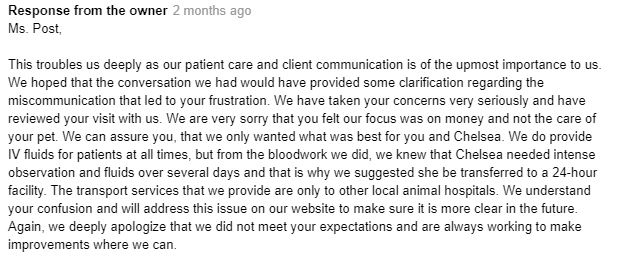 Response from the owner 2 months ago
Ms. Post,
This troubles us deeply as our patient care and client communication is of the upmost importance to us.
We hoped that the conversation we had would have provided some clarification regarding the
miscommunication that led to your frustration. We have taken your concerns very seriously and have
reviewed your visit with us. We are very sorry that you felt our focus was on money and not the care of
your pet. We can assure you, that we only wanted what was best for you and Chelsea. We do provide
IV fluids for patients at all times, but from the bloodwork we did, we knew that Chelsea needed intense
observation and fluids over several days and that is why we suggested she be transferred to a 24-hour
facility. The transport services that we provide are only to other local animal hospitals. We understand
your confusion and will address this issue on our website to make sure it is more clear in the future.
Again, we deeply apologize that we did not meet your expectations and are always working to make
improvements where we can.